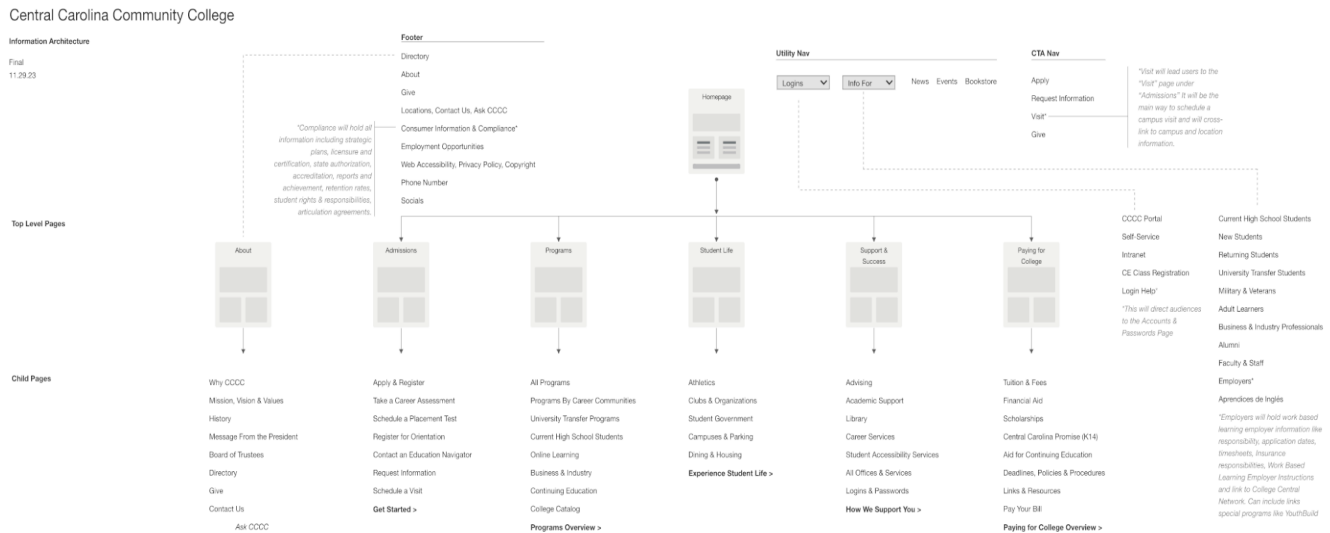 Central Carolina Community College
Information Architecture
Final
11.29.23
Footer
Directory
About
Give
Locations, Contact Us, Ask CCCC
Consumer Information & Compliance*
Employment Opportunities
Web Accessibility, Privacy Policy, Copyright
Phone Number
Socials
*Compliance will hold all
information including strategic
plans, licensure and
certification, state authorization,
accreditation, reports and
achievement, retention rates,
student rights & responsibilities,
articulation agreements.
Homepage
Utility Nav
Logins
Info For
News Events Bookstore
CTA Nav
Apply
Request Information
Visit*
Give
*Visit will lead users to the
"Visit" page under
"Admissions" It will be the
main way to schedule a
campus visit and will cross-
link to campus and location
information.
CCCC Portal
Self-Service
Intranet
CE Class Registration
Login Help*
*This will direct audiences
to the Accounts &
Passwords Page
Current High School Students
New Students
Returning Students
University Transfer Students
Military & Veterans
Adult Learners
Business & Industry Professionals
Alumni
Faculty & Staff
Employers*
Aprendices de Inglés
*Employers will hold work based
learning employer information like
responsibility, application dates,
timesheets, Insurance
responsibilities, Work Based
Learning Employer Instructions
and link to College Central
Network. Can include links
special programs like YouthBuild
Top Level Pages
About
Admissions
Programs
Student Life
Support &
Success
Paying for
College
Child Pages
Why CCCC
Mission, Vision & Values
History
Message From the President
Board of Trustees
Directory
Give
Contact Us
Ask CCCC
Apply & Register
Take a Career Assessment
Schedule a Placement Test
Register for Orientation
Contact an Education Navigator
Request Information
Schedule a Visit
Get Started >
All Programs
Programs By Career Communities
University Transfer Programs
Current High School Students
Online Learning
Business & Industry
Continuing Education
College Catalog
Programs Overview >
Athletics
Clubs & Organizations
Student Government
Campuses & Parking
Dining & Housing
Experience Student Life >
Advising
Academic Support
Library
Career Services
Student Accessibility Services
All Offices & Services
Logins & Passwords
How We Support You >
Tuition & Fees
Financial Aid
Scholarships
Central Carolina Promise (K14)
Aid for Continuing Education
Deadlines, Policies & Procedures
Links & Resources
Pay Your Bill
Paying for College Overview >